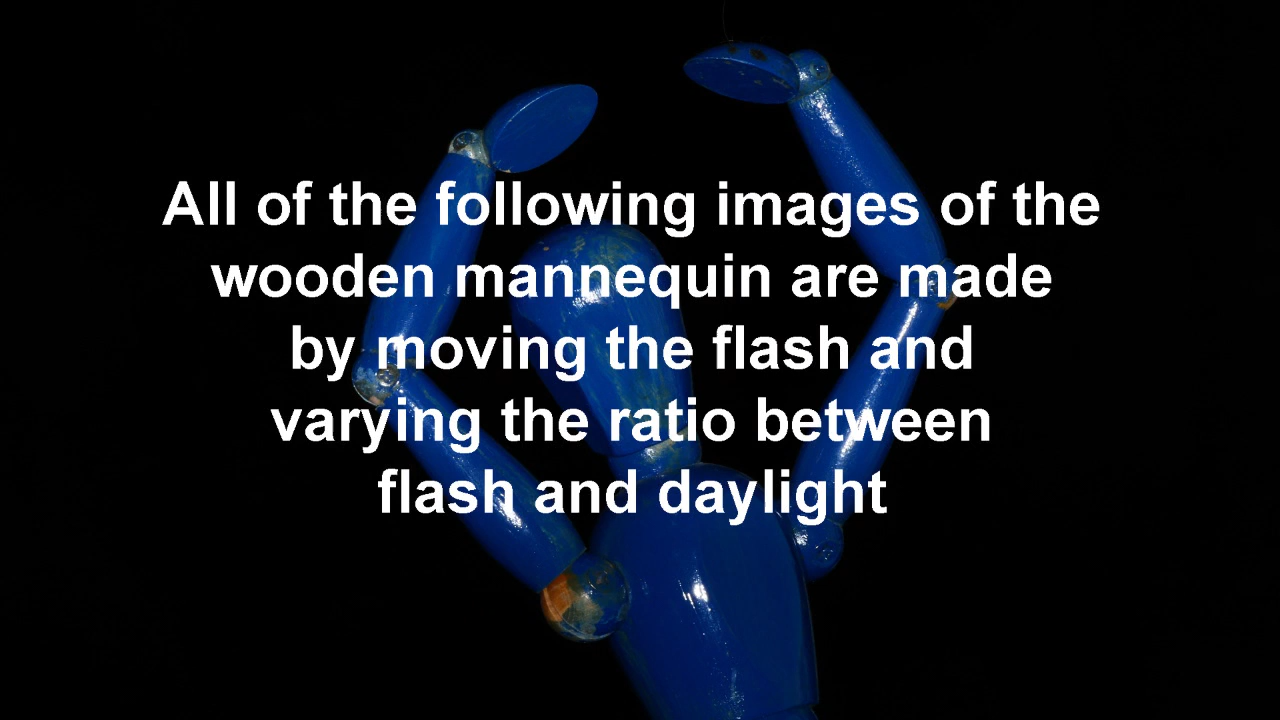 All of the following images of the
wooden mannequin are made
by moving the flash and
varying the ratio between
flash and daylight